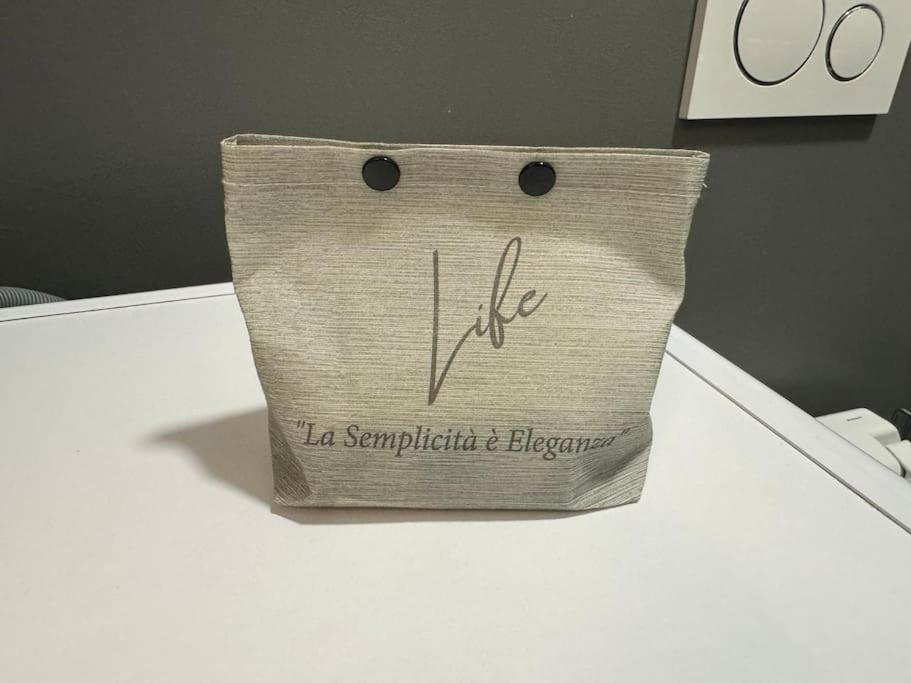 Life
"La Semplicità è Eleganza"